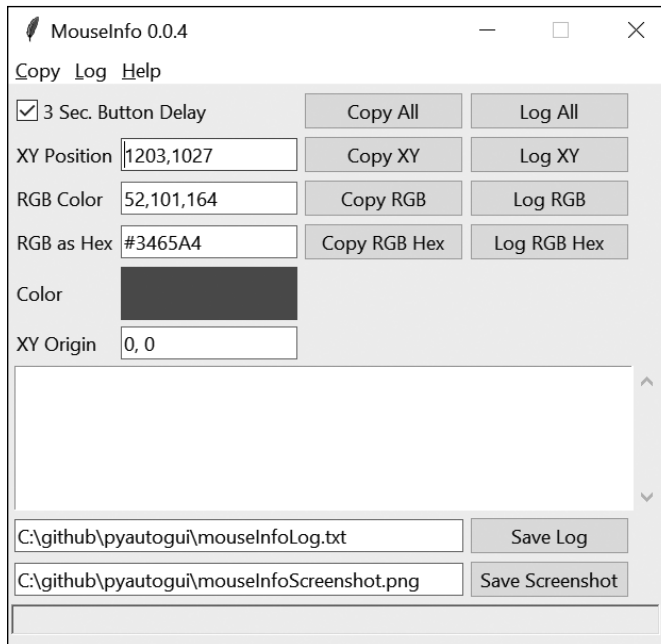 MouseInfo 0.0.4
Copy Log Help
3 Sec. Button Delay Copy All Log All
XY Position 1203,1027 Copy XY Log XY
RGB Color 52,101,164 Copy RGB Log RGB
RGB as Hex #3465A4 Copy RGB Hex Log RGB Hex
Color
XY Origin 0, 0
C:\github\pyautogui\mouseInfoLog.txt Save Log
C:\github\pyautogui\mouseInfoScreenshot.png Save Screenshot